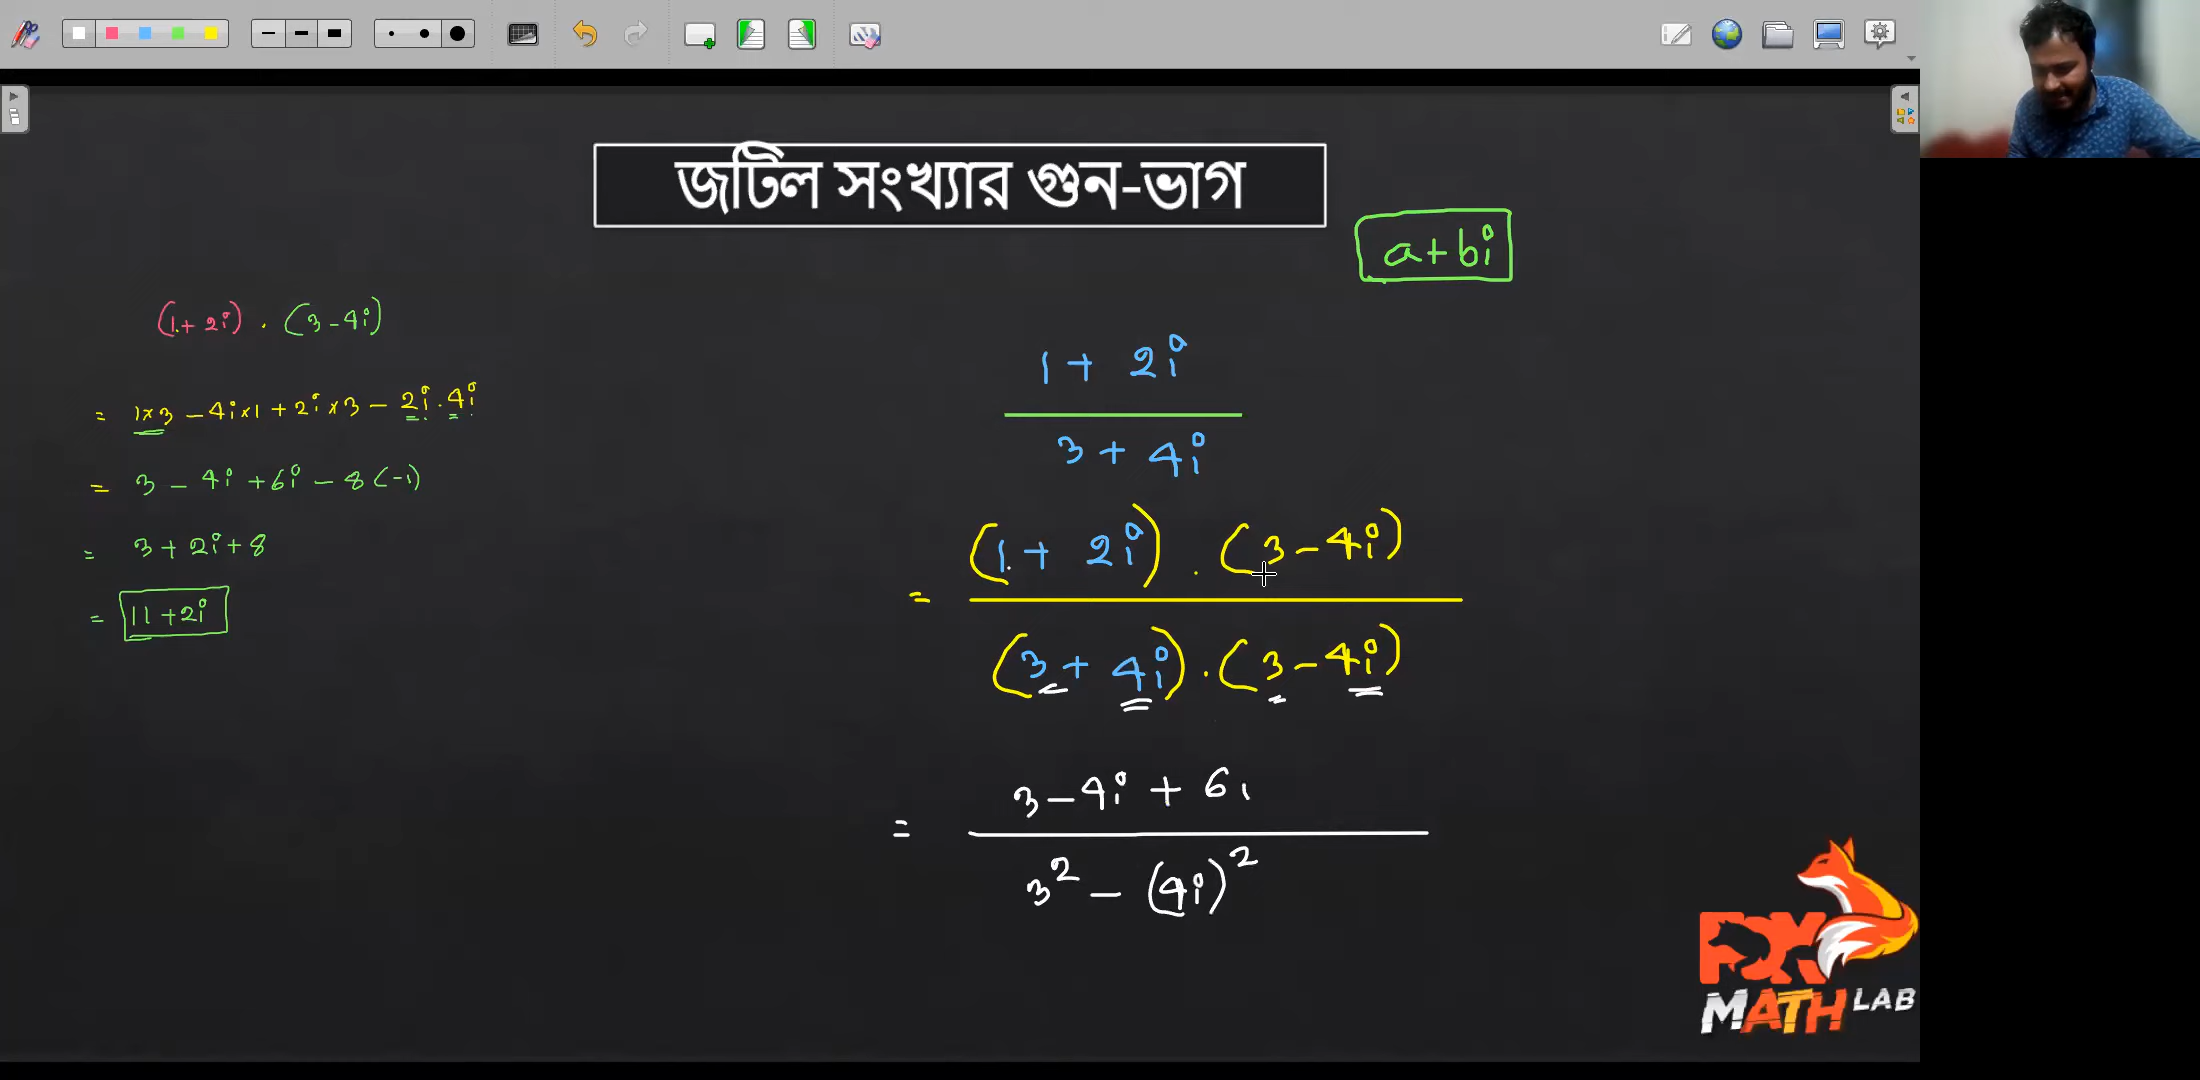 জটিল সংখ্যার গুন-ভাগ
a+bi
(1+2i) . (3-4i)
= 1×3 - 4i×1 + 2i×3 - 2i . 4i
= 3 - 4i + 6i - 8(-1)
= 3 + 2i + 8
= 11 + 2i
1 + 2i
3 + 4i
= (1 + 2i) . (3 - 4i)
(3 + 4i) . (3 - 4i)
= 3 - 4i + 6i
3² - (4i)²
FOX
MATH LAB